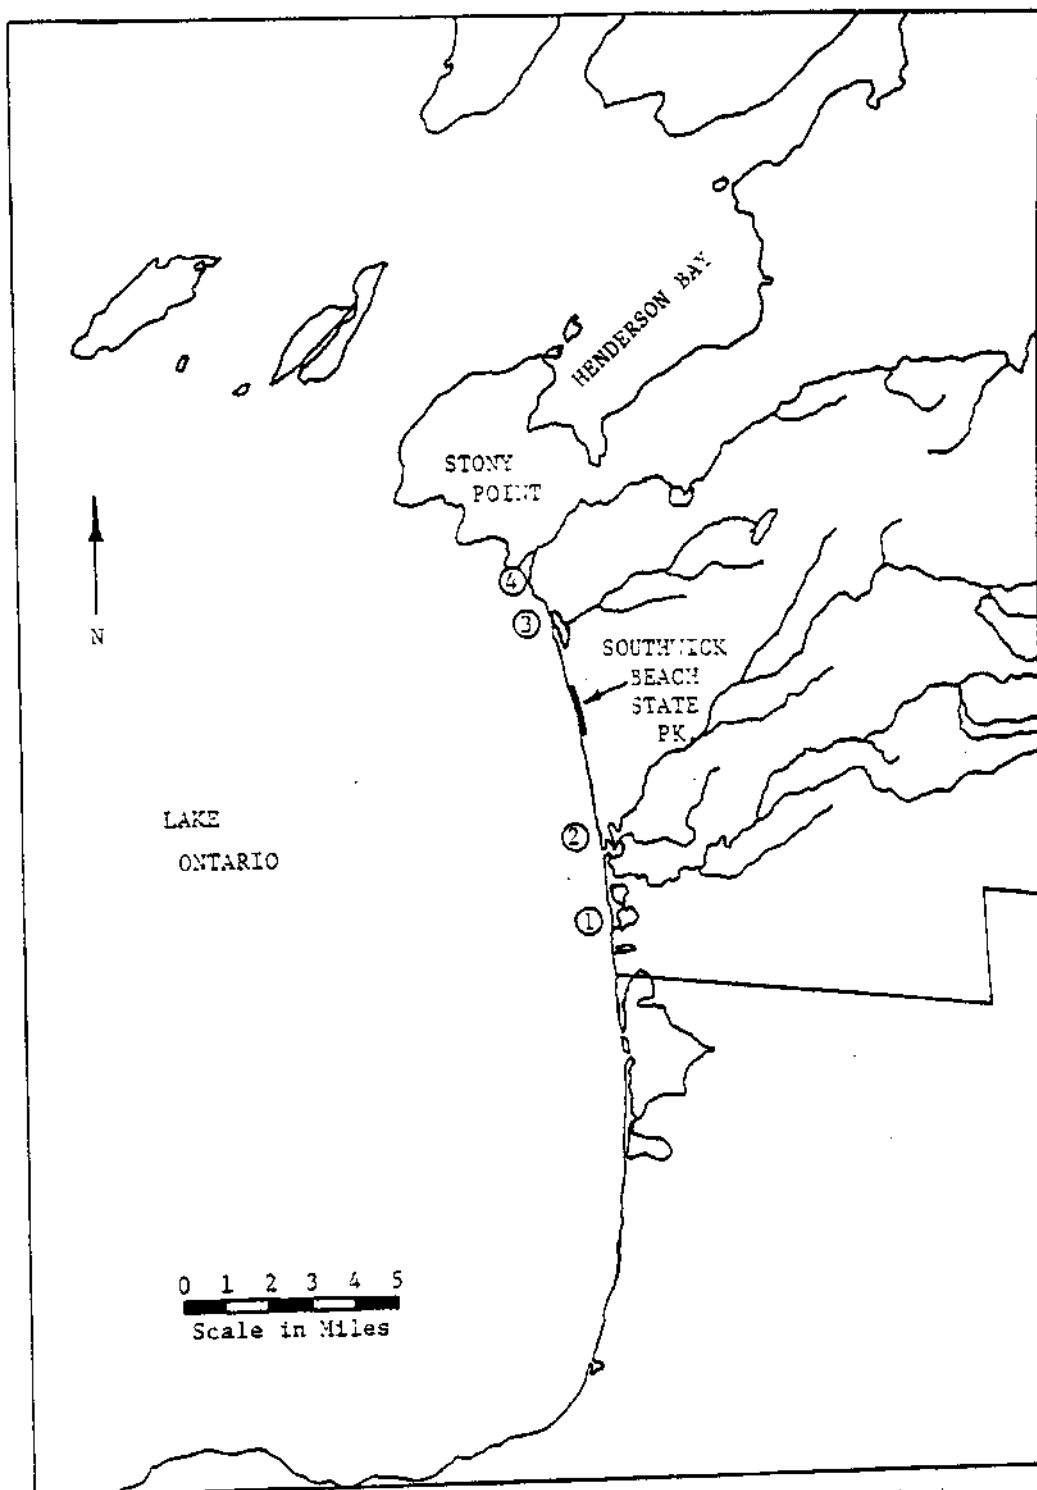 HENDERSON BAY
STONY
POINT
4
3
N
SOUTHWICK
BEACH
STATE
PK.
LAKE
ONTARIO
2
1
0 1 2 3 4 5
Scale in Miles